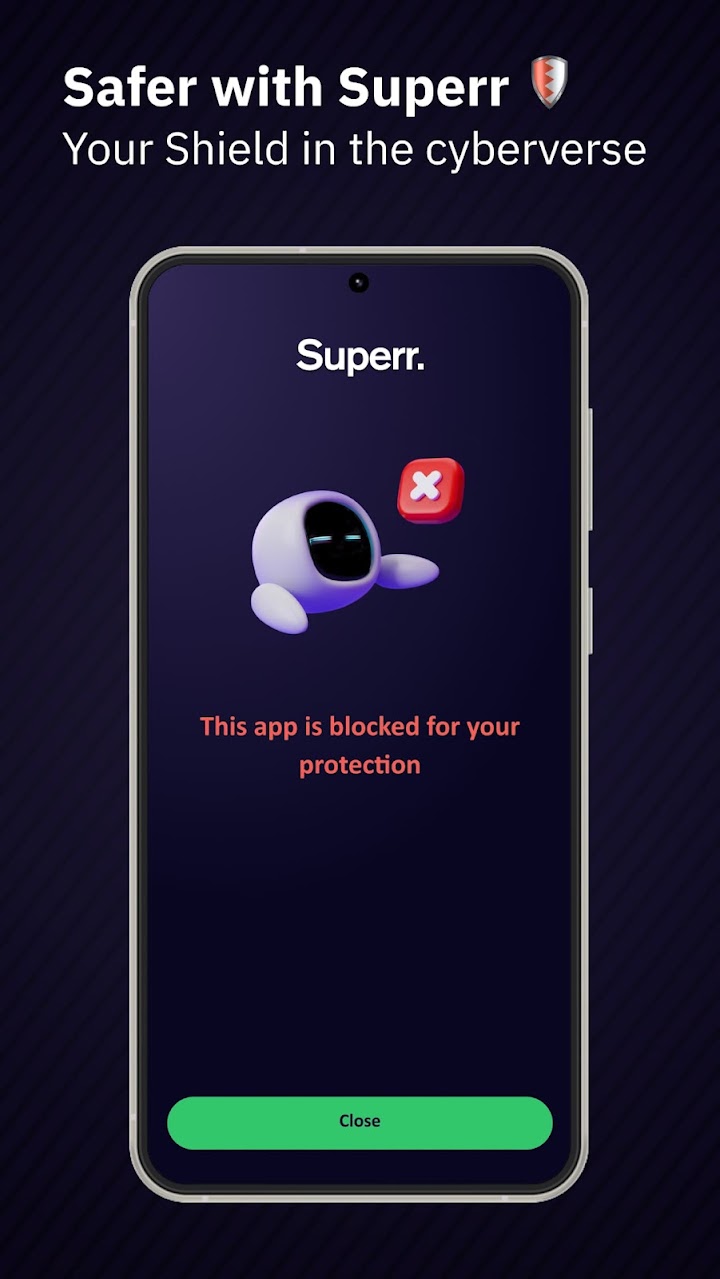 Safer with Superr
Your Shield in the cyberverse
Superr.
This app is blocked for your
protection
Close